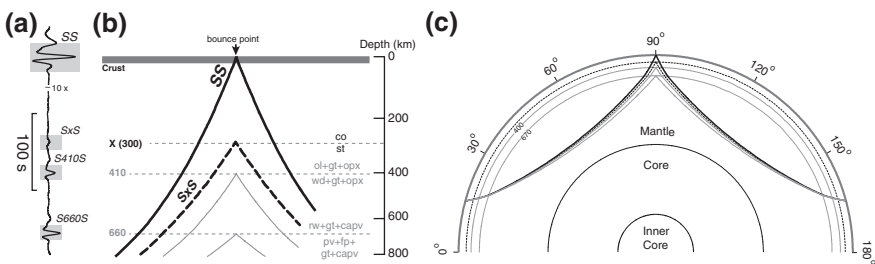 (a)
SS
10 x
SxS
S410S
100 s
S660S
(b)
bounce point
Depth (km)
Crust
0
SS
200
X (300)
co
st
SxS
ol+gt+opx
410
400
wd+gt+opx
600
rw+gt+capv
660
pv+fp+
gt+capv
800
(c)
90°
60°
120°
30°
150°
400
670
Mantle
Core
Inner
Core
0°
180°